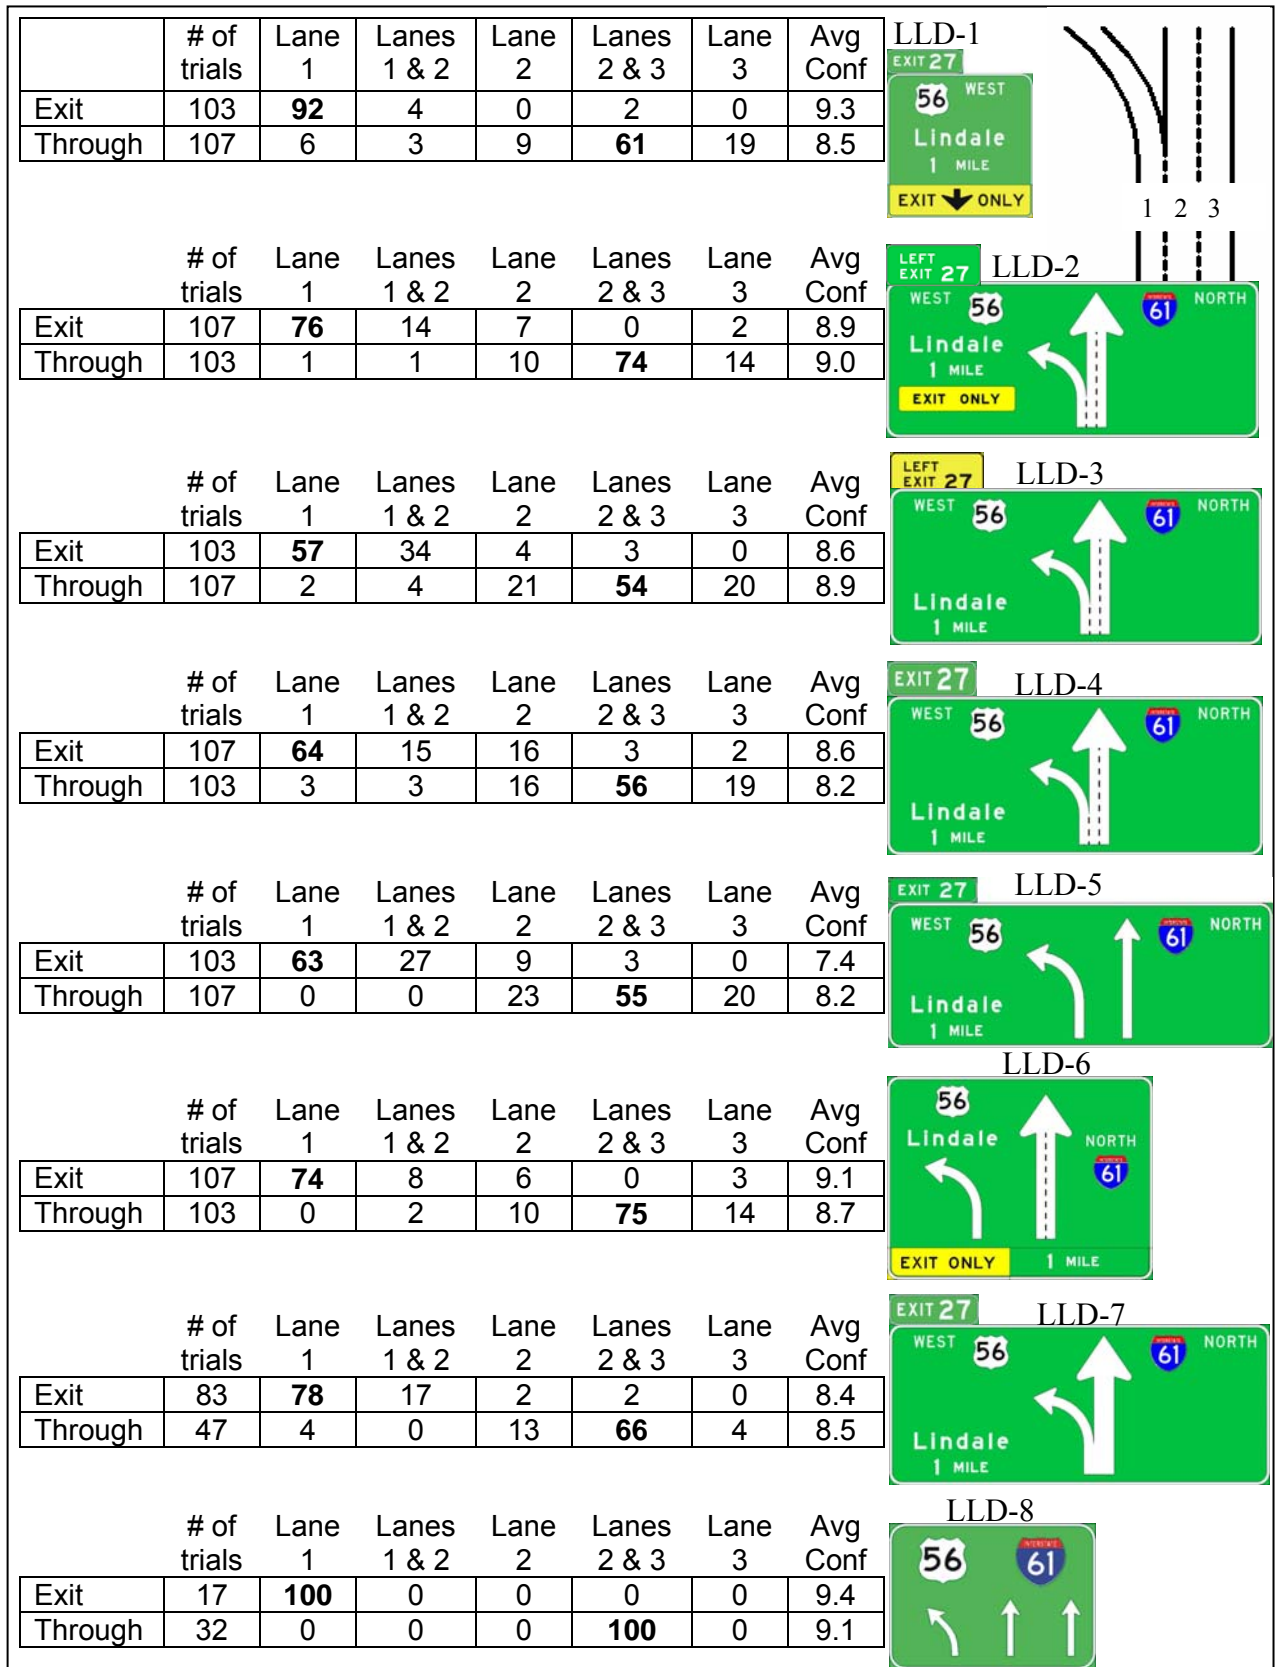 # of Lane Lanes Lane Lanes Lane Avg
trials 1 1 & 2 2 2 & 3 3 Conf
Exit 103 92 4 0 2 0 9.3
Through 107 6 3 9 61 19 8.5
LLD-1
EXIT 27
56 WEST
Lindale
1 MILE
EXIT ONLY
1 2 3
# of Lane Lanes Lane Lanes Lane Avg
trials 1 1 & 2 2 2 & 3 3 Conf
Exit 107 76 14 7 0 2 8.9
Through 103 1 1 10 74 14 9.0
LLD-2
LEFT
EXIT 27
WEST 56 INTERSTATE 61 NORTH
Lindale
1 MILE
EXIT ONLY
# of Lane Lanes Lane Lanes Lane Avg
trials 1 1 & 2 2 2 & 3 3 Conf
Exit 103 57 34 4 3 0 8.6
Through 107 2 4 21 54 20 8.9
LLD-3
LEFT
EXIT 27
WEST 56 INTERSTATE 61 NORTH
Lindale
1 MILE
# of Lane Lanes Lane Lanes Lane Avg
trials 1 1 & 2 2 2 & 3 3 Conf
Exit 107 64 15 16 3 2 8.6
Through 103 3 3 16 56 19 8.2
LLD-4
EXIT 27
WEST 56 INTERSTATE 61 NORTH
Lindale
1 MILE
# of Lane Lanes Lane Lanes Lane Avg
trials 1 1 & 2 2 2 & 3 3 Conf
Exit 103 63 27 9 3 0 7.4
Through 107 0 0 23 55 20 8.2
LLD-5
EXIT 27
WEST 56 INTERSTATE 61 NORTH
Lindale
1 MILE
# of Lane Lanes Lane Lanes Lane Avg
trials 1 1 & 2 2 2 & 3 3 Conf
Exit 107 74 8 6 0 3 9.1
Through 103 0 2 10 75 14 8.7
LLD-6
56
Lindale NORTH
INTERSTATE
61
EXIT ONLY 1 MILE
# of Lane Lanes Lane Lanes Lane Avg
trials 1 1 & 2 2 2 & 3 3 Conf
Exit 83 78 17 2 2 0 8.4
Through 47 4 0 13 66 4 8.5
LLD-7
EXIT 27
WEST 56 INTERSTATE 61 NORTH
Lindale
1 MILE
# of Lane Lanes Lane Lanes Lane Avg
trials 1 1 & 2 2 2 & 3 3 Conf
Exit 17 100 0 0 0 0 9.4
Through 32 0 0 0 100 0 9.1
LLD-8
INTERSTATE
56 61